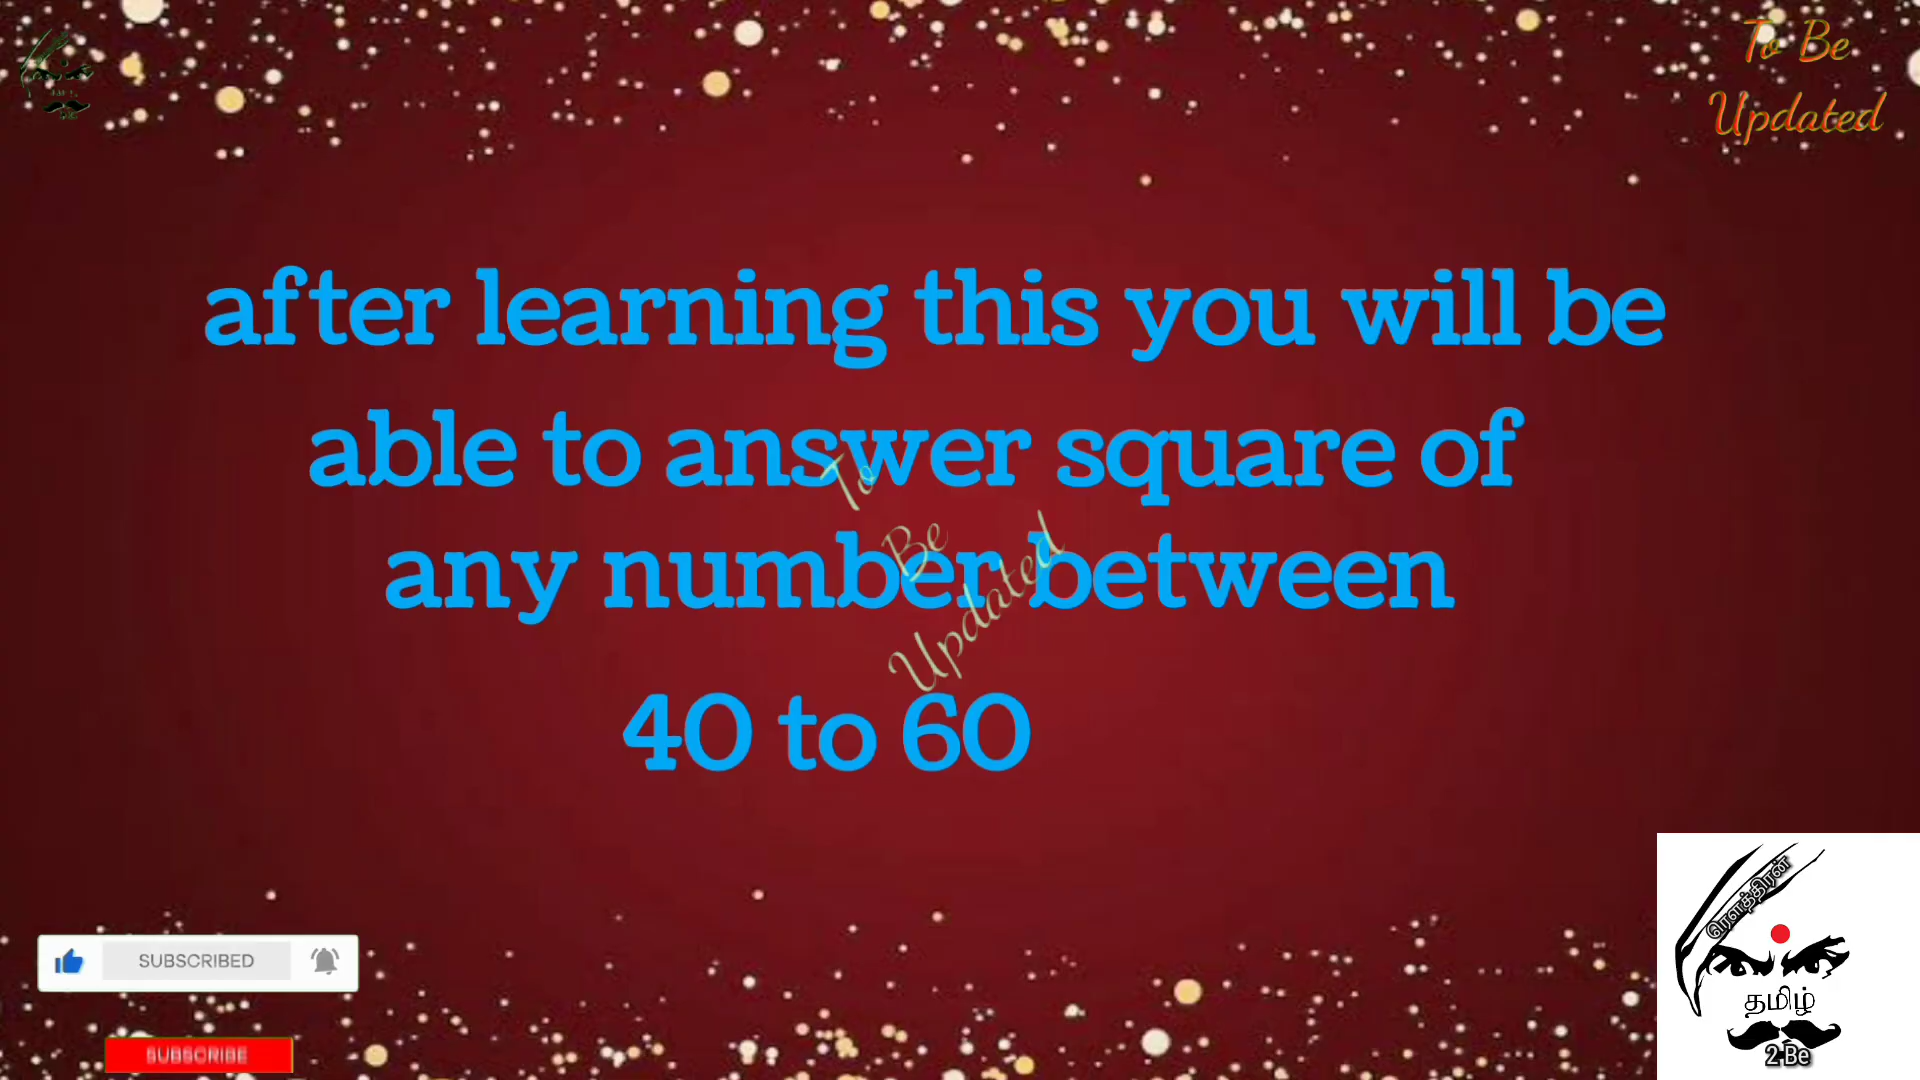 To Be
Updated
after learning this you will be
able to answer square of
any number between
40 to 60
To
Be
Updated
SUBSCRIBED
SUBSCRIBE
ரௌத்திரன்
தமிழ்
2 Be